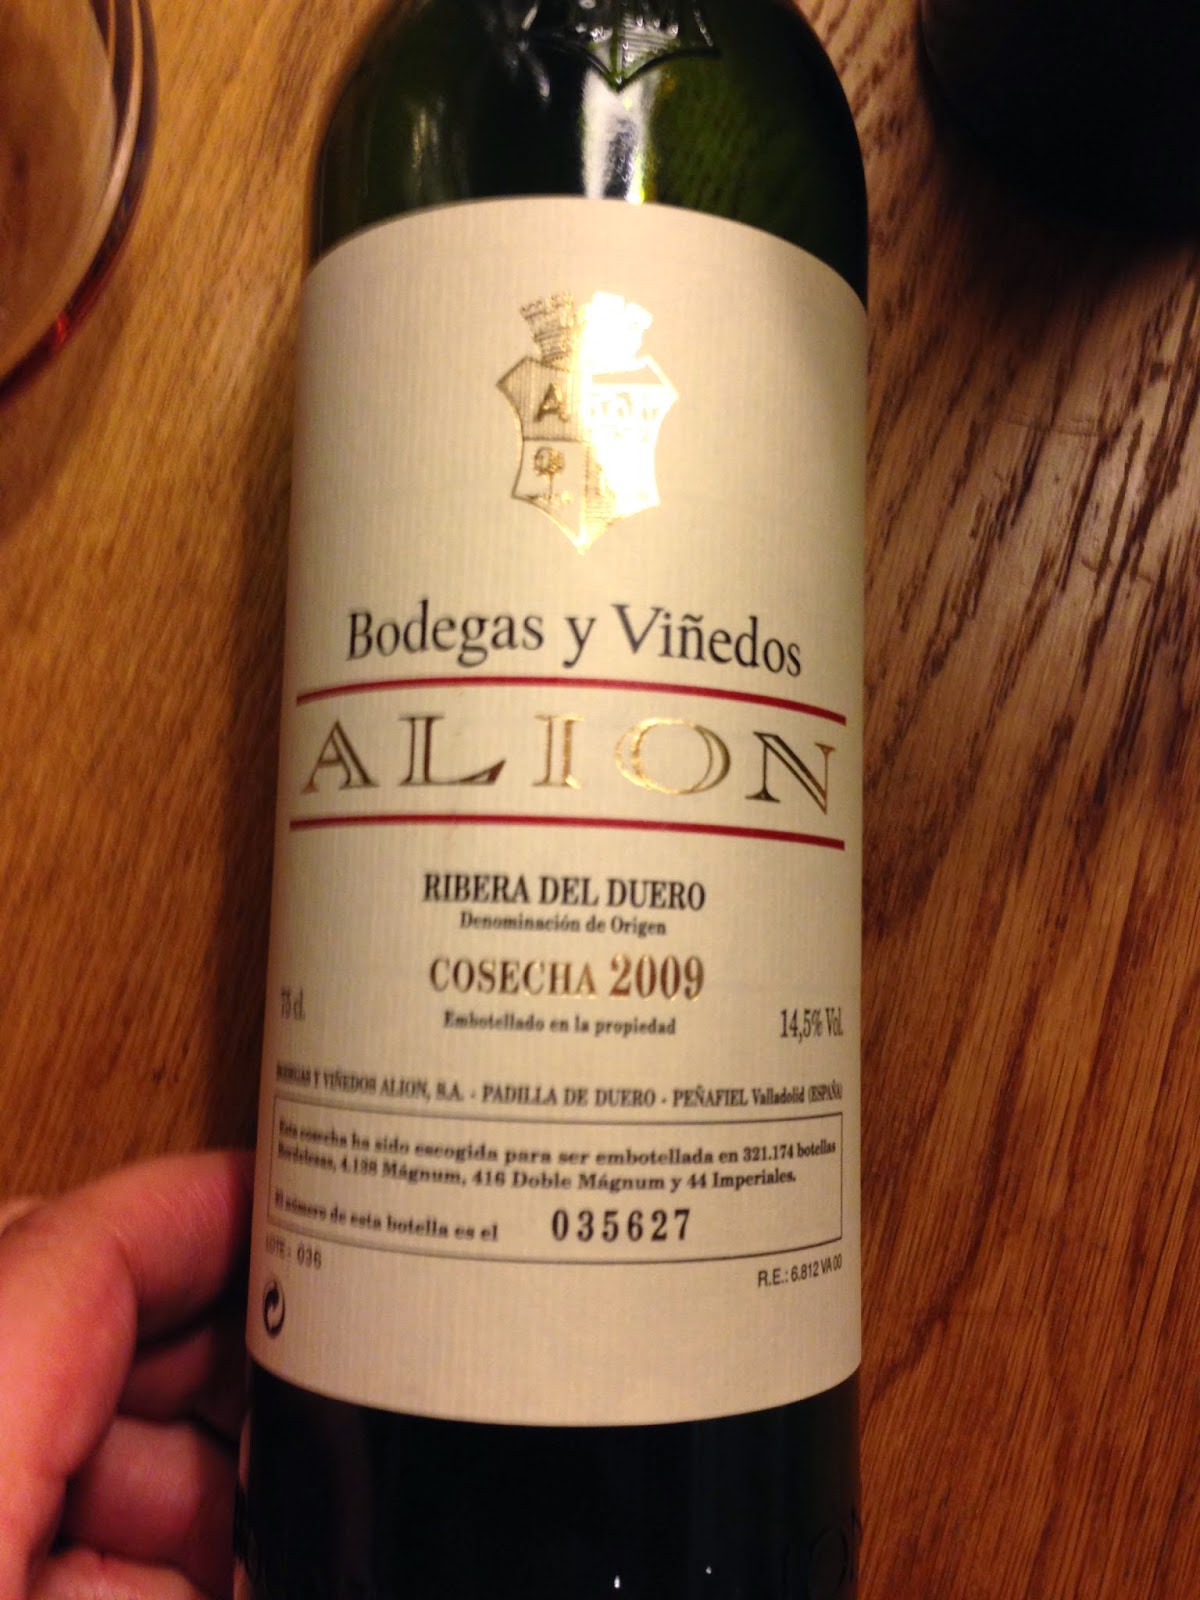 A
Bodegas y Viñedos
ALION
RIBERA DEL DUERO
Denominación de Origen
COSECHA 2009
75 cl.
Embotellado en la propiedad
14,5% Vol.
BODEGAS Y VIÑEDOS ALION, S.A. - PADILLA DE DUERO - PEÑAFIEL Valladolid (ESPAÑA)
Esta cosecha ha sido escogida para ser embotellada en 321.174 botellas
Bordelesas, 4.138 Mágnum, 416 Doble Mágnum y 44 Imperiales.
El número de esta botella es el 035627
LOTE: 036
R.E.: 6.812 VA 00